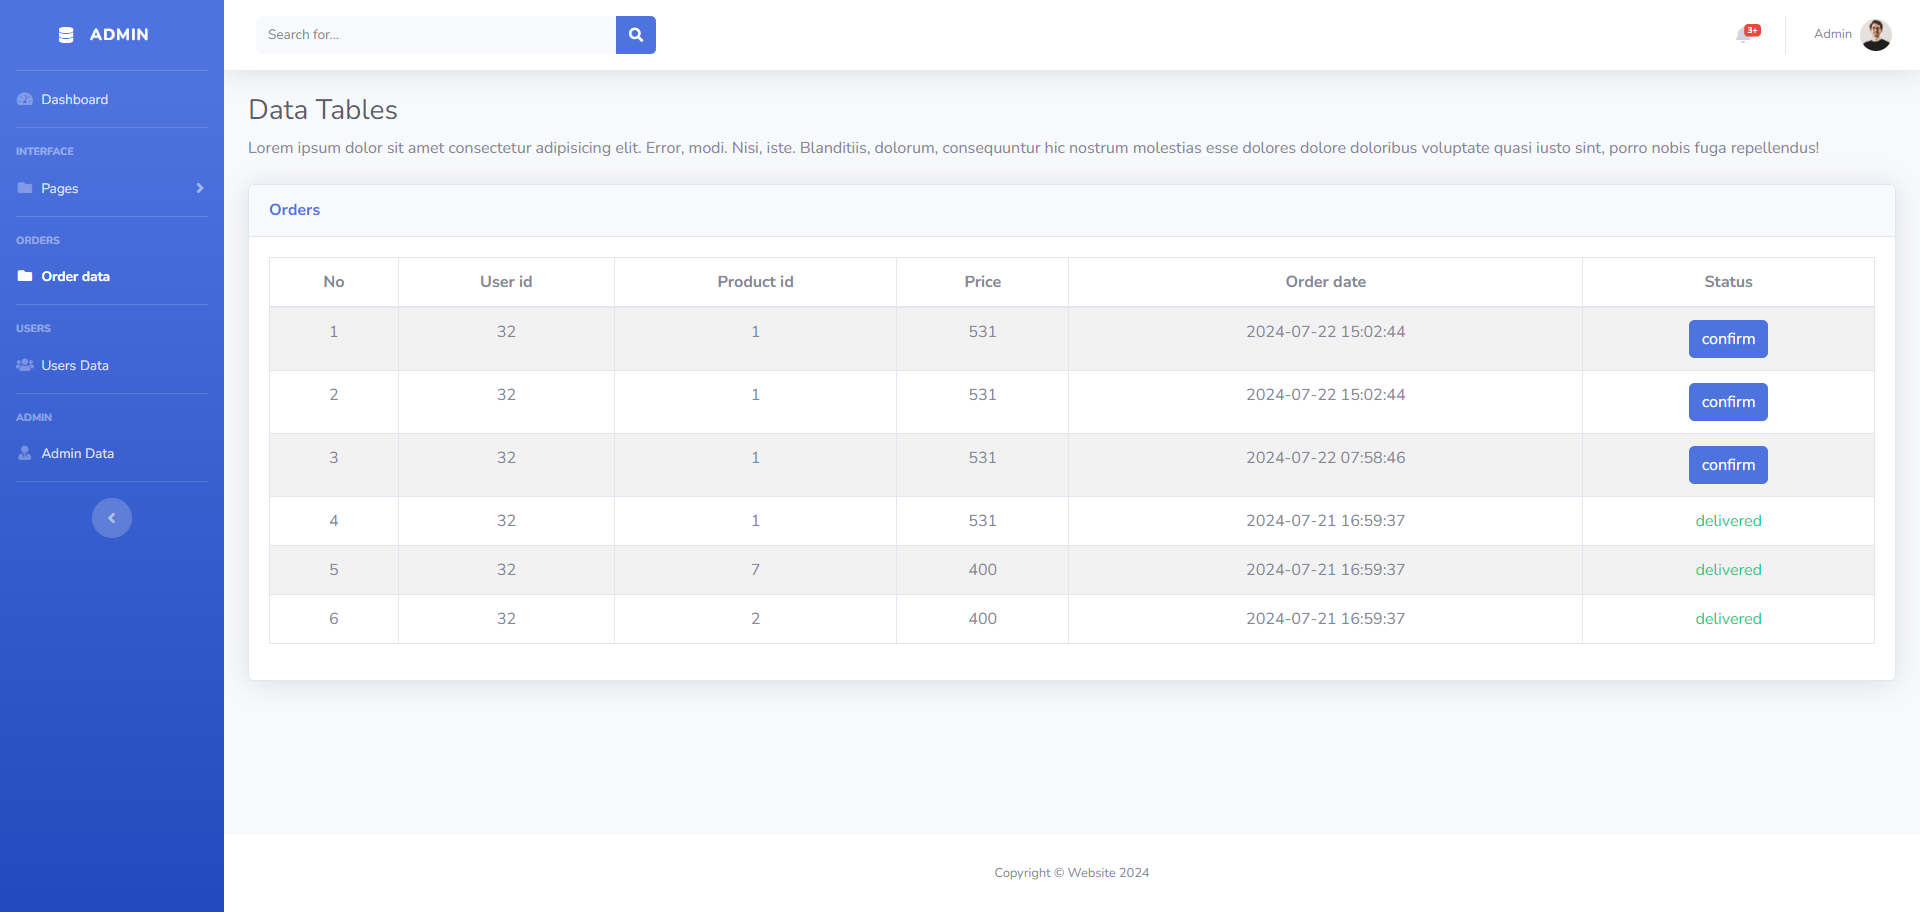 ADMIN
Search for...
3+
Admin
Dashboard
INTERFACE
Pages
ORDERS
Order data
USERS
Users Data
ADMIN
Admin Data
Data Tables
Lorem ipsum dolor sit amet consectetur adipisicing elit. Error, modi. Nisi, iste. Blanditiis, dolorum, consequuntur hic nostrum molestias esse dolores dolore doloribus voluptate quasi iusto sint, porro nobis fuga repellendus!
Orders
No User id Product id Price Order date Status
1 32 1 531 2024-07-22 15:02:44 confirm
2 32 1 531 2024-07-22 15:02:44 confirm
3 32 1 531 2024-07-22 07:58:46 confirm
4 32 1 531 2024-07-21 16:59:37 delivered
5 32 7 400 2024-07-21 16:59:37 delivered
6 32 2 400 2024-07-21 16:59:37 delivered
Copyright © Website 2024